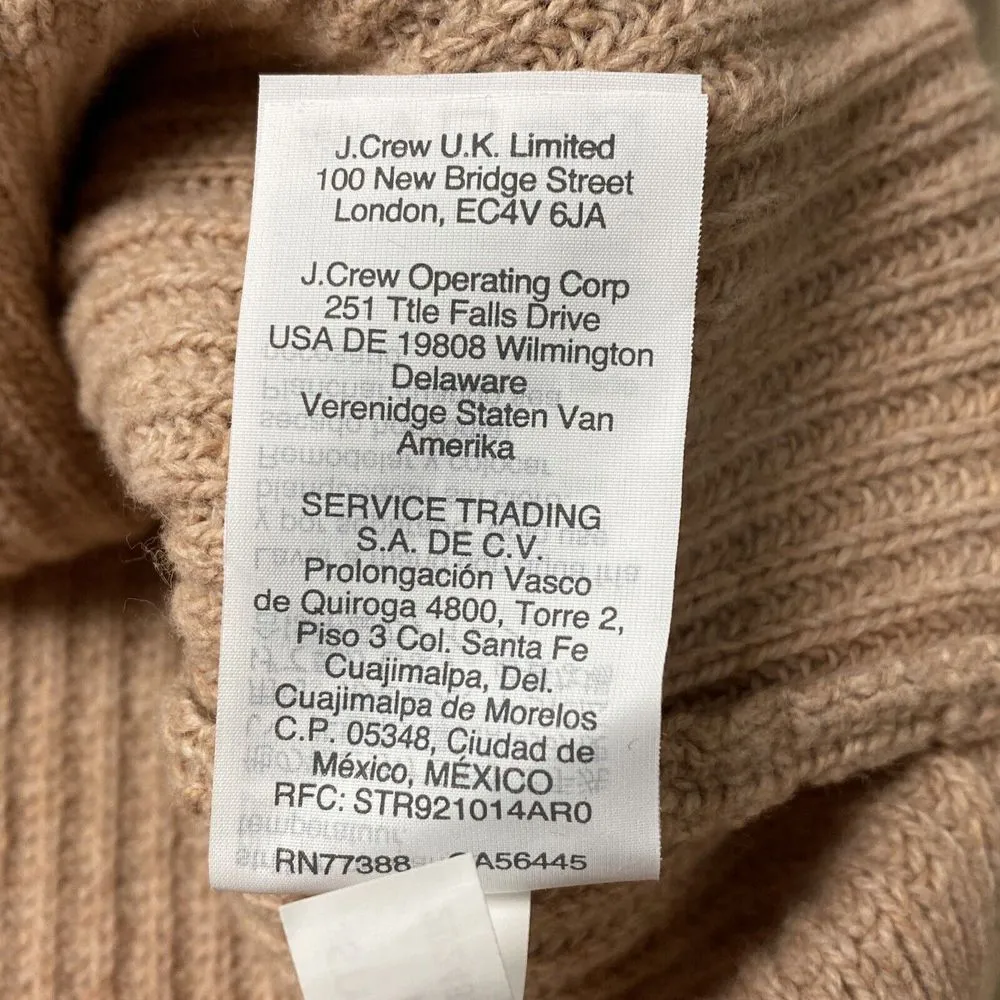 J.Crew U.K. Limited
100 New Bridge Street
London, EC4V 6JA
J.Crew Operating Corp
251 Ttle Falls Drive
USA DE 19808 Wilmington
Delaware
Verenidge Staten Van
Amerika
SERVICE TRADING
S.A. DE C.V.
Prolongación Vasco
de Quiroga 4800, Torre 2,
Piso 3 Col. Santa Fe
Cuajimalpa, Del.
Cuajimalpa de Morelos
C.P. 05348, Ciudad de
México, MÉXICO
RFC: STR921014AR0
RN77388 A56445